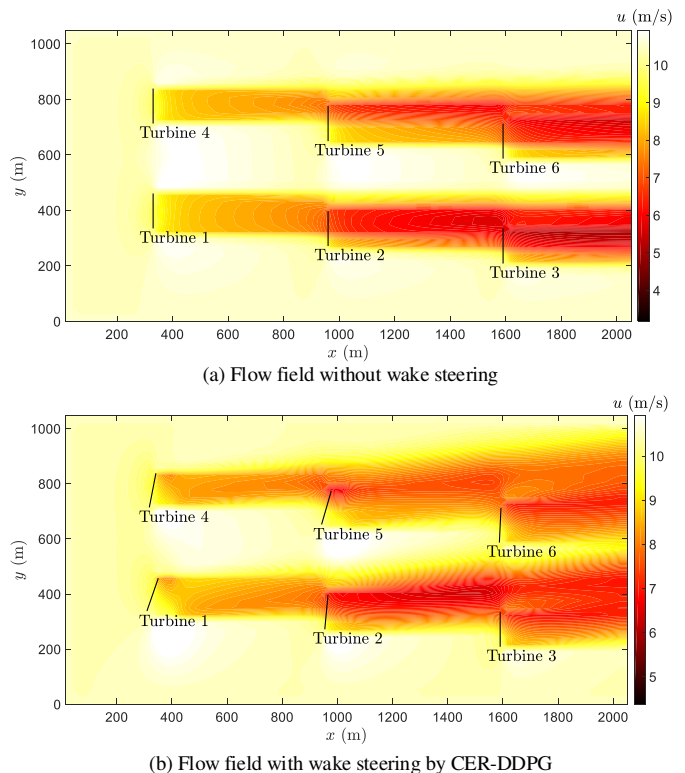 u (m/s)
1000
800
600
400
200
0
y (m)
Turbine 4
Turbine 5
Turbine 6
Turbine 1
Turbine 2
Turbine 3
10
9
8
7
6
5
4
200 400 600 800 1000 1200 1400 1600 1800 2000
x (m)
(a) Flow field without wake steering
u (m/s)
1000
800
600
400
200
0
y (m)
Turbine 4
Turbine 5
Turbine 6
Turbine 1
Turbine 2
Turbine 3
10
9
8
7
6
5
200 400 600 800 1000 1200 1400 1600 1800 2000
x (m)
(b) Flow field with wake steering by CER-DDPG